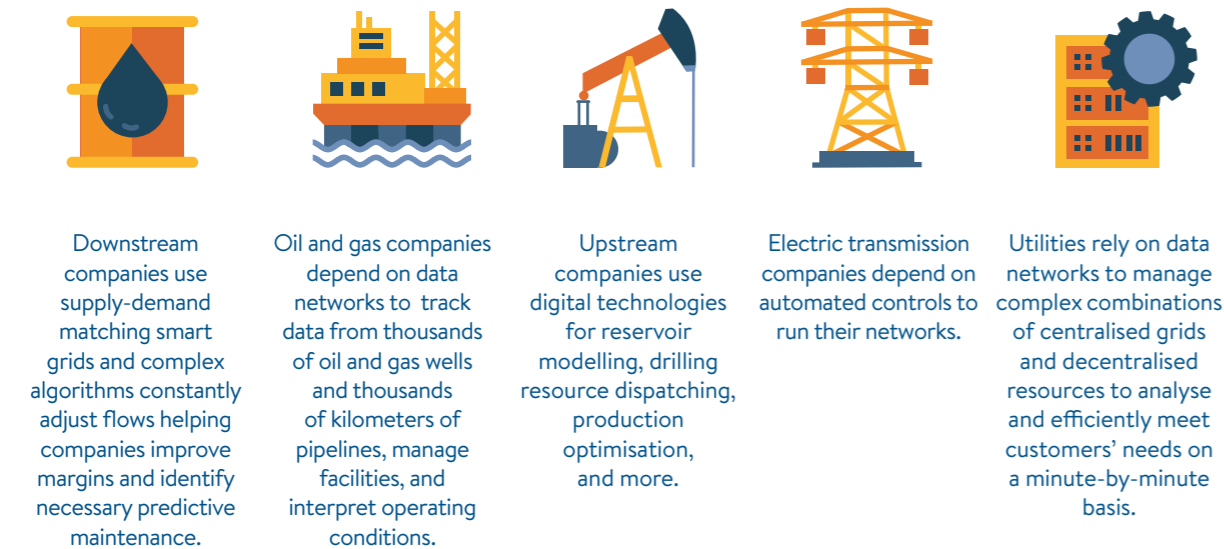 Downstream
companies use
supply-demand
matching smart
grids and complex
algorithms constantly
adjust flows helping
companies improve
margins and identify
necessary predictive
maintenance.
Oil and gas companies
depend on data
networks to track
data from thousands
of oil and gas wells
and thousands
of kilometers of
pipelines, manage
facilities, and
interpret operating
conditions.
Upstream
companies use
digital technologies
for reservoir
modelling, drilling
resource dispatching,
production
optimisation,
and more.
Electric transmission
companies depend on
automated controls to
run their networks.
Utilities rely on data
networks to manage
complex combinations
of centralised grids
and decentralised
resources to analyse
and efficiently meet
customers’ needs on
a minute-by-minute
basis.